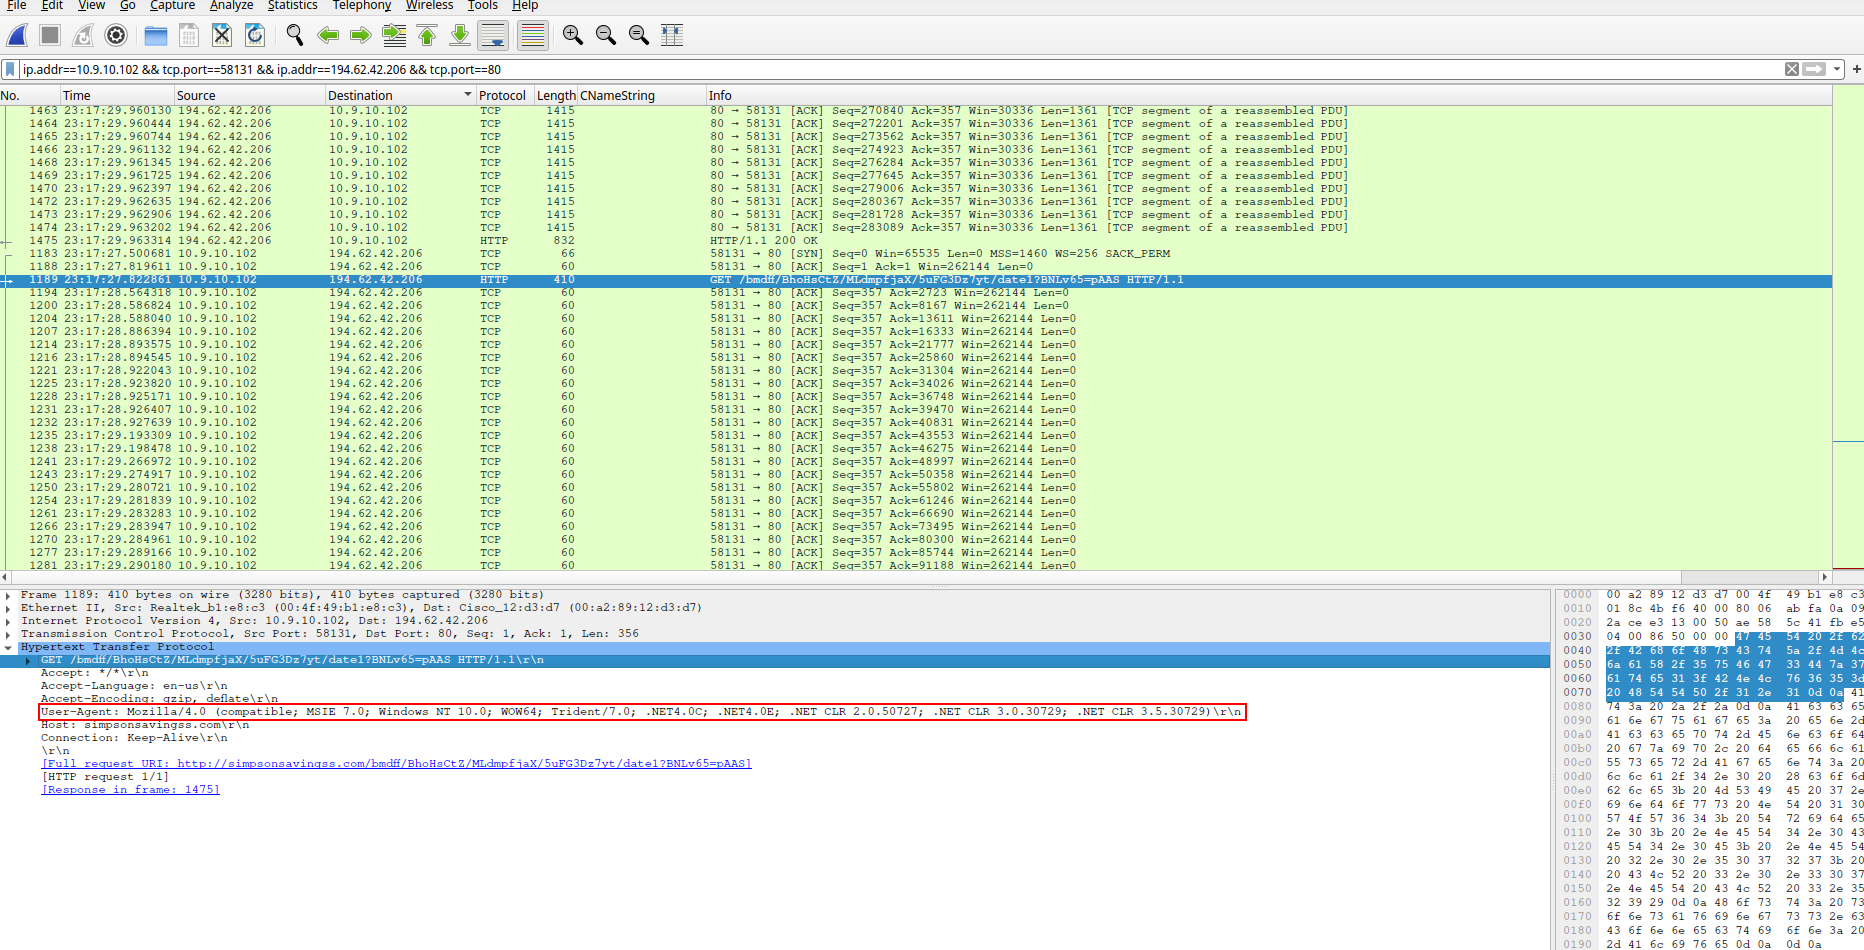 File Edit View Go Capture Analyze Statistics Telephony Wireless Tools Help
ip.addr==10.9.10.102 && tcp.port==58131 && ip.addr==194.62.42.206 && tcp.port==80
No. Time Source Destination Protocol Length CNameString Info
1463 23:17:29.960130 194.62.42.206 10.9.10.102 TCP 1415 80 → 58131 [ACK] Seq=270840 Ack=357 Win=30336 Len=1361 [TCP segment of a reassembled PDU]
1464 23:17:29.960444 194.62.42.206 10.9.10.102 TCP 1415 80 → 58131 [ACK] Seq=272201 Ack=357 Win=30336 Len=1361 [TCP segment of a reassembled PDU]
1465 23:17:29.960744 194.62.42.206 10.9.10.102 TCP 1415 80 → 58131 [ACK] Seq=273562 Ack=357 Win=30336 Len=1361 [TCP segment of a reassembled PDU]
1466 23:17:29.961132 194.62.42.206 10.9.10.102 TCP 1415 80 → 58131 [ACK] Seq=274923 Ack=357 Win=30336 Len=1361 [TCP segment of a reassembled PDU]
1468 23:17:29.961345 194.62.42.206 10.9.10.102 TCP 1415 80 → 58131 [ACK] Seq=276284 Ack=357 Win=30336 Len=1361 [TCP segment of a reassembled PDU]
1469 23:17:29.961725 194.62.42.206 10.9.10.102 TCP 1415 80 → 58131 [ACK] Seq=277645 Ack=357 Win=30336 Len=1361 [TCP segment of a reassembled PDU]
1470 23:17:29.962397 194.62.42.206 10.9.10.102 TCP 1415 80 → 58131 [ACK] Seq=279006 Ack=357 Win=30336 Len=1361 [TCP segment of a reassembled PDU]
1472 23:17:29.962635 194.62.42.206 10.9.10.102 TCP 1415 80 → 58131 [ACK] Seq=280367 Ack=357 Win=30336 Len=1361 [TCP segment of a reassembled PDU]
1473 23:17:29.962906 194.62.42.206 10.9.10.102 TCP 1415 80 → 58131 [ACK] Seq=281728 Ack=357 Win=30336 Len=1361 [TCP segment of a reassembled PDU]
1474 23:17:29.963202 194.62.42.206 10.9.10.102 TCP 1415 80 → 58131 [ACK] Seq=283089 Ack=357 Win=30336 Len=1361 [TCP segment of a reassembled PDU]
1475 23:17:29.963314 194.62.42.206 10.9.10.102 HTTP 832 HTTP/1.1 200 OK
1183 23:17:27.500681 10.9.10.102 194.62.42.206 TCP 66 58131 → 80 [SYN] Seq=0 Win=65535 Len=0 MSS=1460 WS=256 SACK_PERM
1188 23:17:27.819611 10.9.10.102 194.62.42.206 TCP 60 58131 → 80 [ACK] Seq=1 Ack=1 Win=262144 Len=0
1189 23:17:27.822861 10.9.10.102 194.62.42.206 HTTP 410 GET /bmdff/BhoHsCtZ/MLdmpfjaX/5uFG3Dz7yt/date1?BNLv65=pAAS HTTP/1.1
1194 23:17:28.564318 10.9.10.102 194.62.42.206 TCP 60 58131 → 80 [ACK] Seq=357 Ack=2723 Win=262144 Len=0
1200 23:17:28.586824 10.9.10.102 194.62.42.206 TCP 60 58131 → 80 [ACK] Seq=357 Ack=8167 Win=262144 Len=0
1204 23:17:28.588040 10.9.10.102 194.62.42.206 TCP 60 58131 → 80 [ACK] Seq=357 Ack=13611 Win=262144 Len=0
1207 23:17:28.886394 10.9.10.102 194.62.42.206 TCP 60 58131 → 80 [ACK] Seq=357 Ack=16333 Win=262144 Len=0
1214 23:17:28.893575 10.9.10.102 194.62.42.206 TCP 60 58131 → 80 [ACK] Seq=357 Ack=21777 Win=262144 Len=0
1216 23:17:28.894545 10.9.10.102 194.62.42.206 TCP 60 58131 → 80 [ACK] Seq=357 Ack=25860 Win=262144 Len=0
1221 23:17:28.922043 10.9.10.102 194.62.42.206 TCP 60 58131 → 80 [ACK] Seq=357 Ack=31304 Win=262144 Len=0
1225 23:17:28.923820 10.9.10.102 194.62.42.206 TCP 60 58131 → 80 [ACK] Seq=357 Ack=34026 Win=262144 Len=0
1228 23:17:28.925171 10.9.10.102 194.62.42.206 TCP 60 58131 → 80 [ACK] Seq=357 Ack=36748 Win=262144 Len=0
1231 23:17:28.926407 10.9.10.102 194.62.42.206 TCP 60 58131 → 80 [ACK] Seq=357 Ack=39470 Win=262144 Len=0
1232 23:17:28.927639 10.9.10.102 194.62.42.206 TCP 60 58131 → 80 [ACK] Seq=357 Ack=40831 Win=262144 Len=0
1235 23:17:29.193309 10.9.10.102 194.62.42.206 TCP 60 58131 → 80 [ACK] Seq=357 Ack=43553 Win=262144 Len=0
1238 23:17:29.198478 10.9.10.102 194.62.42.206 TCP 60 58131 → 80 [ACK] Seq=357 Ack=46275 Win=262144 Len=0
1241 23:17:29.266972 10.9.10.102 194.62.42.206 TCP 60 58131 → 80 [ACK] Seq=357 Ack=48997 Win=262144 Len=0
1243 23:17:29.274917 10.9.10.102 194.62.42.206 TCP 60 58131 → 80 [ACK] Seq=357 Ack=50358 Win=262144 Len=0
1250 23:17:29.280721 10.9.10.102 194.62.42.206 TCP 60 58131 → 80 [ACK] Seq=357 Ack=55802 Win=262144 Len=0
1254 23:17:29.281839 10.9.10.102 194.62.42.206 TCP 60 58131 → 80 [ACK] Seq=357 Ack=61246 Win=262144 Len=0
1261 23:17:29.283283 10.9.10.102 194.62.42.206 TCP 60 58131 → 80 [ACK] Seq=357 Ack=66690 Win=262144 Len=0
1266 23:17:29.283947 10.9.10.102 194.62.42.206 TCP 60 58131 → 80 [ACK] Seq=357 Ack=73495 Win=262144 Len=0
1270 23:17:29.284961 10.9.10.102 194.62.42.206 TCP 60 58131 → 80 [ACK] Seq=357 Ack=80300 Win=262144 Len=0
1277 23:17:29.289166 10.9.10.102 194.62.42.206 TCP 60 58131 → 80 [ACK] Seq=357 Ack=85744 Win=262144 Len=0
1281 23:17:29.290180 10.9.10.102 194.62.42.206 TCP 60 58131 → 80 [ACK] Seq=357 Ack=91188 Win=262144 Len=0
Frame 1189: 410 bytes on wire (3280 bits), 410 bytes captured (3280 bits)
Ethernet II, Src: Realtek_b1:e8:c3 (00:4f:49:b1:e8:c3), Dst: Cisco_12:d3:d7 (00:a2:89:12:d3:d7)
Internet Protocol Version 4, Src: 10.9.10.102, Dst: 194.62.42.206
Transmission Control Protocol, Src Port: 58131, Dst Port: 80, Seq: 1, Ack: 1, Len: 356
Hypertext Transfer Protocol
GET /bmdff/BhoHsCtZ/MLdmpfjaX/5uFG3Dz7yt/date1?BNLv65=pAAS HTTP/1.1\r\n
Accept: */*\r\n
Accept-Language: en-us\r\n
Accept-Encoding: gzip, deflate\r\n
User-Agent: Mozilla/4.0 (compatible; MSIE 7.0; Windows NT 10.0; WOW64; Trident/7.0; .NET4.0C; .NET4.0E; .NET CLR 2.0.50727; .NET CLR 3.0.30729; .NET CLR 3.5.30729)\r\n
Host: simpsonsavingss.com\r\n
Connection: Keep-Alive\r\n
\r\n
[Full request URI: http://simpsonsavingss.com/bmdff/BhoHsCtZ/MLdmpfjaX/5uFG3Dz7yt/date1?BNLv65=pAAS]
[HTTP request 1/1]
[Response in frame: 1475]
0000 00 a2 89 12 d3 d7 00 4f 49 b1 e8 c3
0010 01 8c 4b f6 40 00 80 06 ab fa 0a 09
0020 2a ce e3 13 00 50 ae 58 5c 41 fb e5
0030 04 00 86 50 00 00 47 45 54 20 2f 62
0040 2f 42 68 6f 48 73 43 74 5a 2f 4d 4c
0050 6a 61 58 2f 35 75 46 47 33 44 7a 37
0060 61 74 65 31 3f 42 4e 4c 76 36 35 3d
0070 20 48 54 54 50 2f 31 2e 31 0d 0a 41
0080 74 3a 20 2a 2f 2a 0d 0a 41 63 63 65
0090 61 6e 67 75 61 67 65 3a 20 65 6e 2d
00a0 41 63 63 65 70 74 2d 45 6e 63 6f 64
00b0 20 67 7a 69 70 2c 20 64 65 66 6c 61
00c0 55 73 65 72 2d 41 67 65 6e 74 3a 20
00d0 6c 6c 61 2f 34 2e 30 20 28 63 6f 6d
00e0 62 6c 65 3b 20 4d 53 49 45 20 37 2e
00f0 69 6e 64 6f 77 73 20 4e 54 20 31 30
0100 57 4f 57 36 34 3b 20 54 72 69 64 65
0110 2e 30 3b 20 2e 4e 45 54 34 2e 30 43
0120 45 54 34 2e 30 45 3b 20 2e 4e 45 54
0130 20 32 2e 30 2e 35 30 37 32 37 3b 20
0140 20 43 4c 52 20 33 2e 30 2e 33 30 37
0150 2e 4e 45 54 20 43 4c 52 20 33 2e 35
0160 32 39 29 0d 0a 48 6f 73 74 3a 20 73
0170 6f 6e 73 61 76 69 6e 67 73 73 2e 63
0180 43 6f 6e 6e 65 63 74 69 6f 6e 3a 20
0190 2d 41 6c 69 76 65 0d 0a 0d 0a